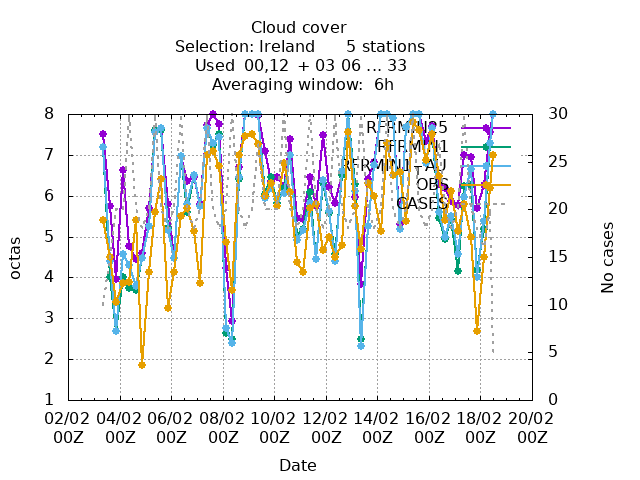 Cloud cover
Selection: Ireland 5 stations
Used 00,12 + 03 06 ... 33
Averaging window: 6h
octas
No cases
8
7
6
5
4
3
2
1
30
25
20
15
10
5
0
OBS
CASES
02/02 04/02 06/02 08/02 10/02 12/02 14/02 16/02 18/02 20/02
00Z 00Z 00Z 00Z 00Z 00Z 00Z 00Z 00Z 00Z
Date